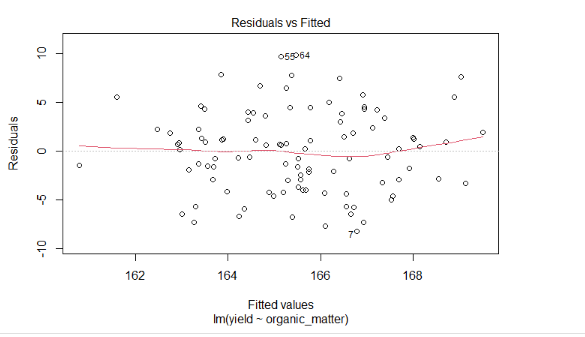 Residuals vs Fitted
10
5
0
-5
-10
Residuals
55 64
7
162 164 166 168
Fitted values
lm(yield ~ organic_matter)